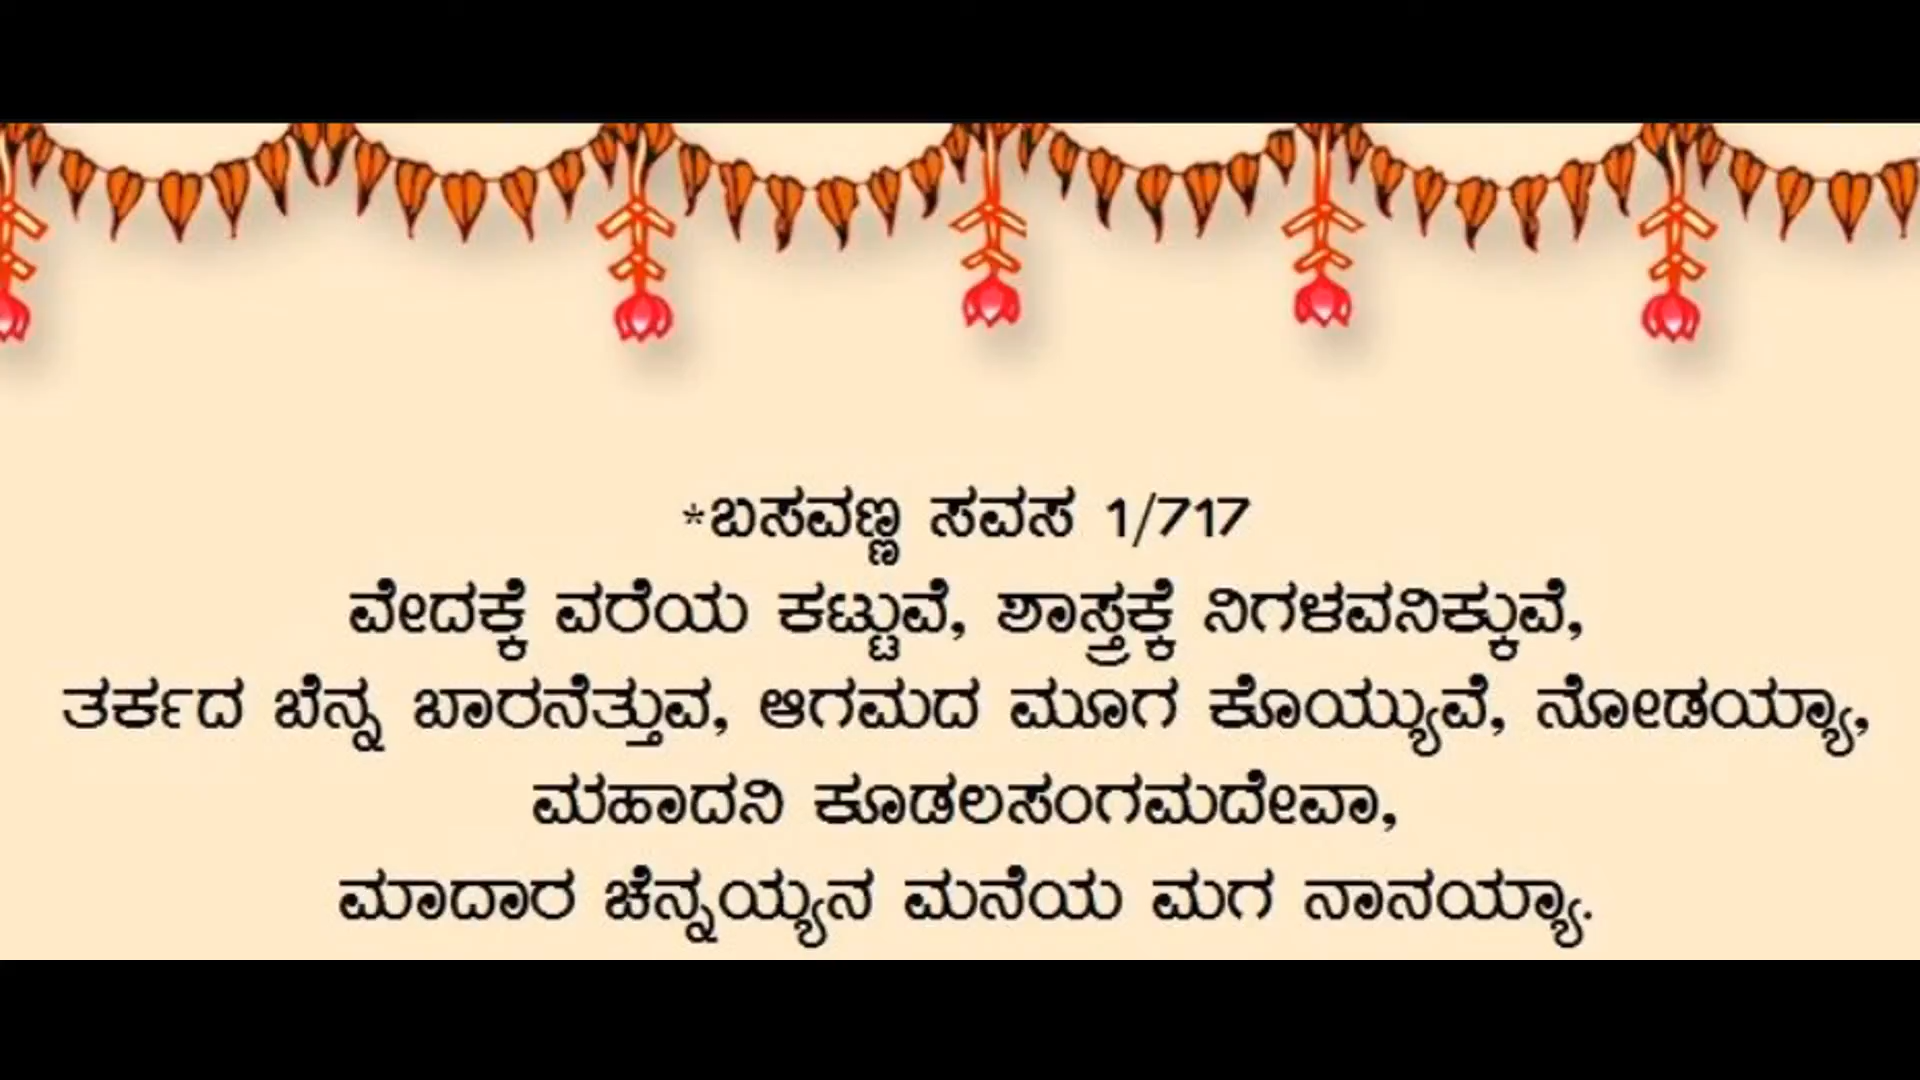 *ಬಸವಣ್ಣ ಸವಸ 1/717
ವೇದಕ್ಕೆ ವರೆಯ ಕಟ್ಟುವೆ, ಶಾಸ್ತ್ರಕ್ಕೆ ನಿಗಳವನಿಕ್ಕುವೆ,
ತರ್ಕದ ಬೆನ್ನ ಬಾರನೆತ್ತುವ, ಆಗಮದ ಮೂಗ ಕೊಯ್ಯುವೆ, ನೋಡಯ್ಯಾ,
ಮಹಾದನಿ ಕೂಡಲಸಂಗಮದೇವಾ,
ಮಾದಾರ ಚೆನ್ನಯ್ಯನ ಮನೆಯ ಮಗ ನಾನಯ್ಯಾ.